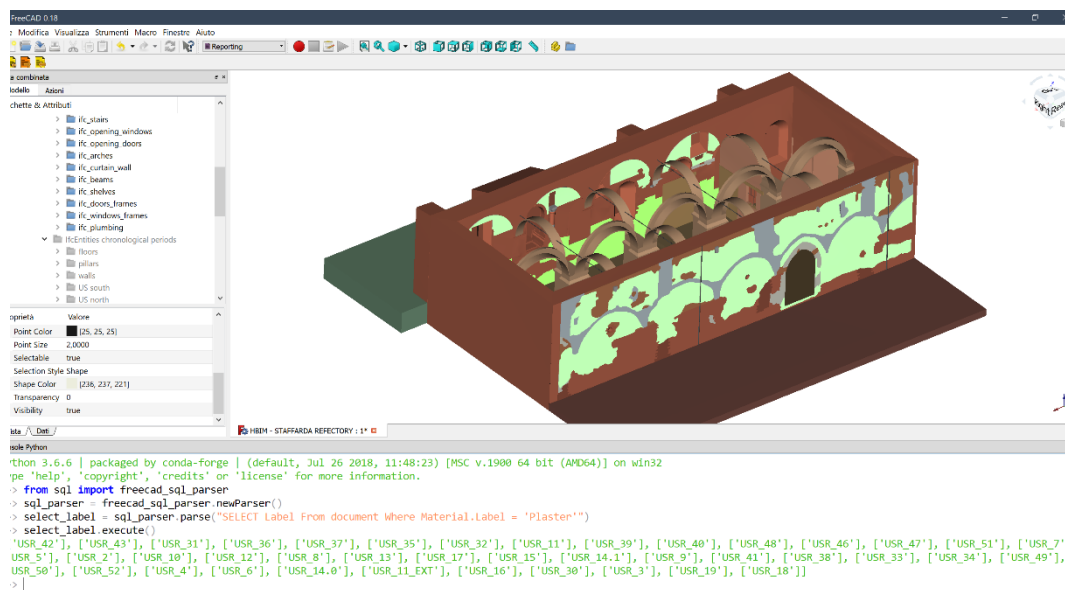 FreeCAD 0.18
Modifica Visualizza Strumenti Macro Finestre Aiuto
Reporting
a combinata
Modello Azioni
chette & Attributi
ifc_stairs
ifc_opening_windows
ifc_opening doors
ifc_arches
ifc_curtain_wall
ifc_beams
ifc_shelves
ifc_doors_frames
ifc_windows_frames
ifc_plumbing
IfcEntities chronological periods
floors
pillars
walls
US south
US north
oprietà Valore
Point Color [25, 25, 25]
Point Size 2,0000
Selectable true
Selection Style Shape
Shape Color [236, 237, 221]
Transparency 0
Visibility true
ista Dati
HBIM - STAFFARDA REFECTORY : 1*
nsole Python
ython 3.6.6 | packaged by conda-forge | (default, Jul 26 2018, 11:48:23) [MSC v.1900 64 bit (AMD64)] on win32
pe 'help', 'copyright', 'credits' or 'license' for more information.
> from sql import freecad_sql_parser
> sql_parser = freecad_sql_parser.newParser()
> select_label = sql_parser.parse("SELECT Label From document Where Material.Label = 'Plaster'")
> select_label.execute()
'USR_42'], ['USR_43'], ['USR_31'], ['USR_36'], ['USR_37'], ['USR_35'], ['USR_32'], ['USR_11'], ['USR_39'], ['USR_40'], ['USR_48'], ['USR_46'], ['USR_47'], ['USR_51'], ['USR_7'
USR_5'], ['USR_2'], ['USR_10'], ['USR_12'], ['USR_8'], ['USR_13'], ['USR_17'], ['USR_15'], ['USR_14.1'], ['USR_9'], ['USR_41'], ['USR_38'], ['USR_33'], ['USR_34'], ['USR_49'],
USR_50'], ['USR_52'], ['USR_4'], ['USR_6'], ['USR_14.0'], ['USR_11_EXT'], ['USR_16'], ['USR_30'], ['USR_3'], ['USR_19'], ['USR_18']]
>